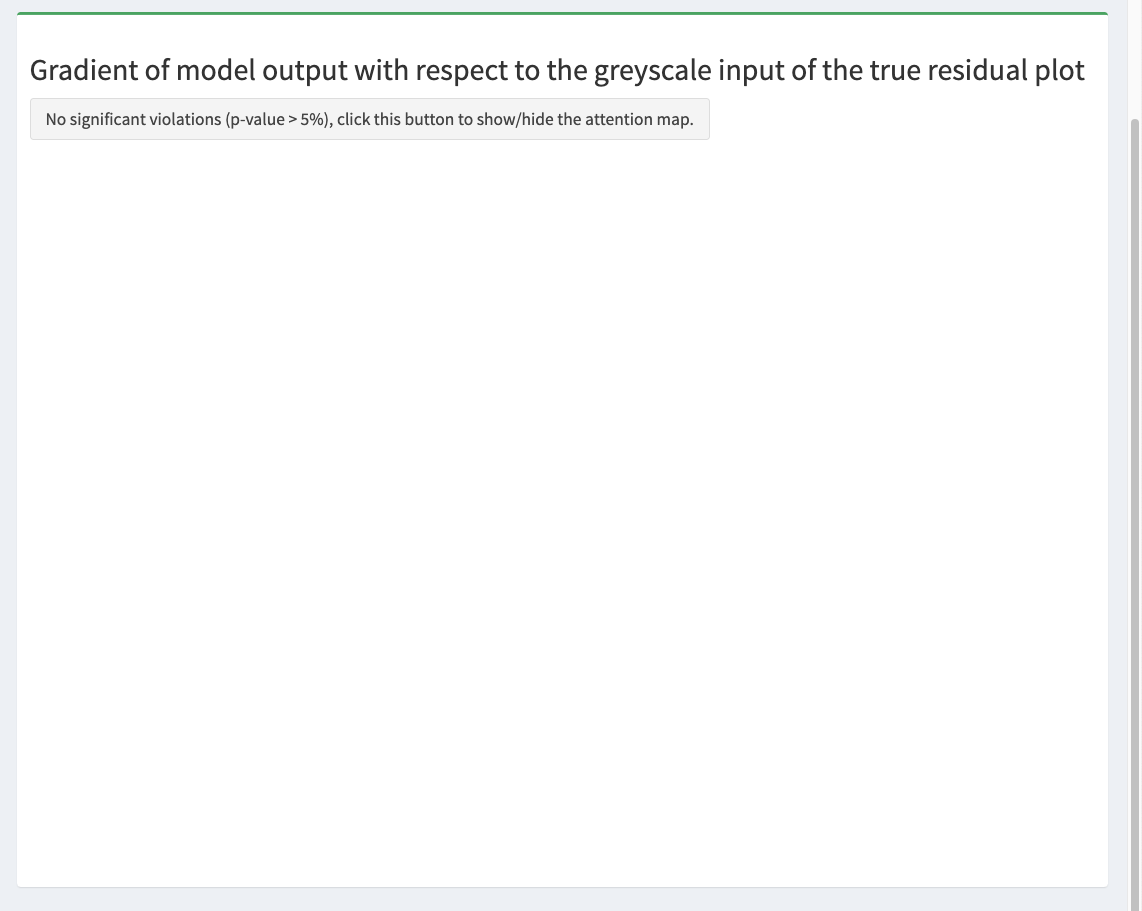 Gradient of model output with respect to the greyscale input of the true residual plot
No significant violations (p-value > 5%), click this button to show/hide the attention map.